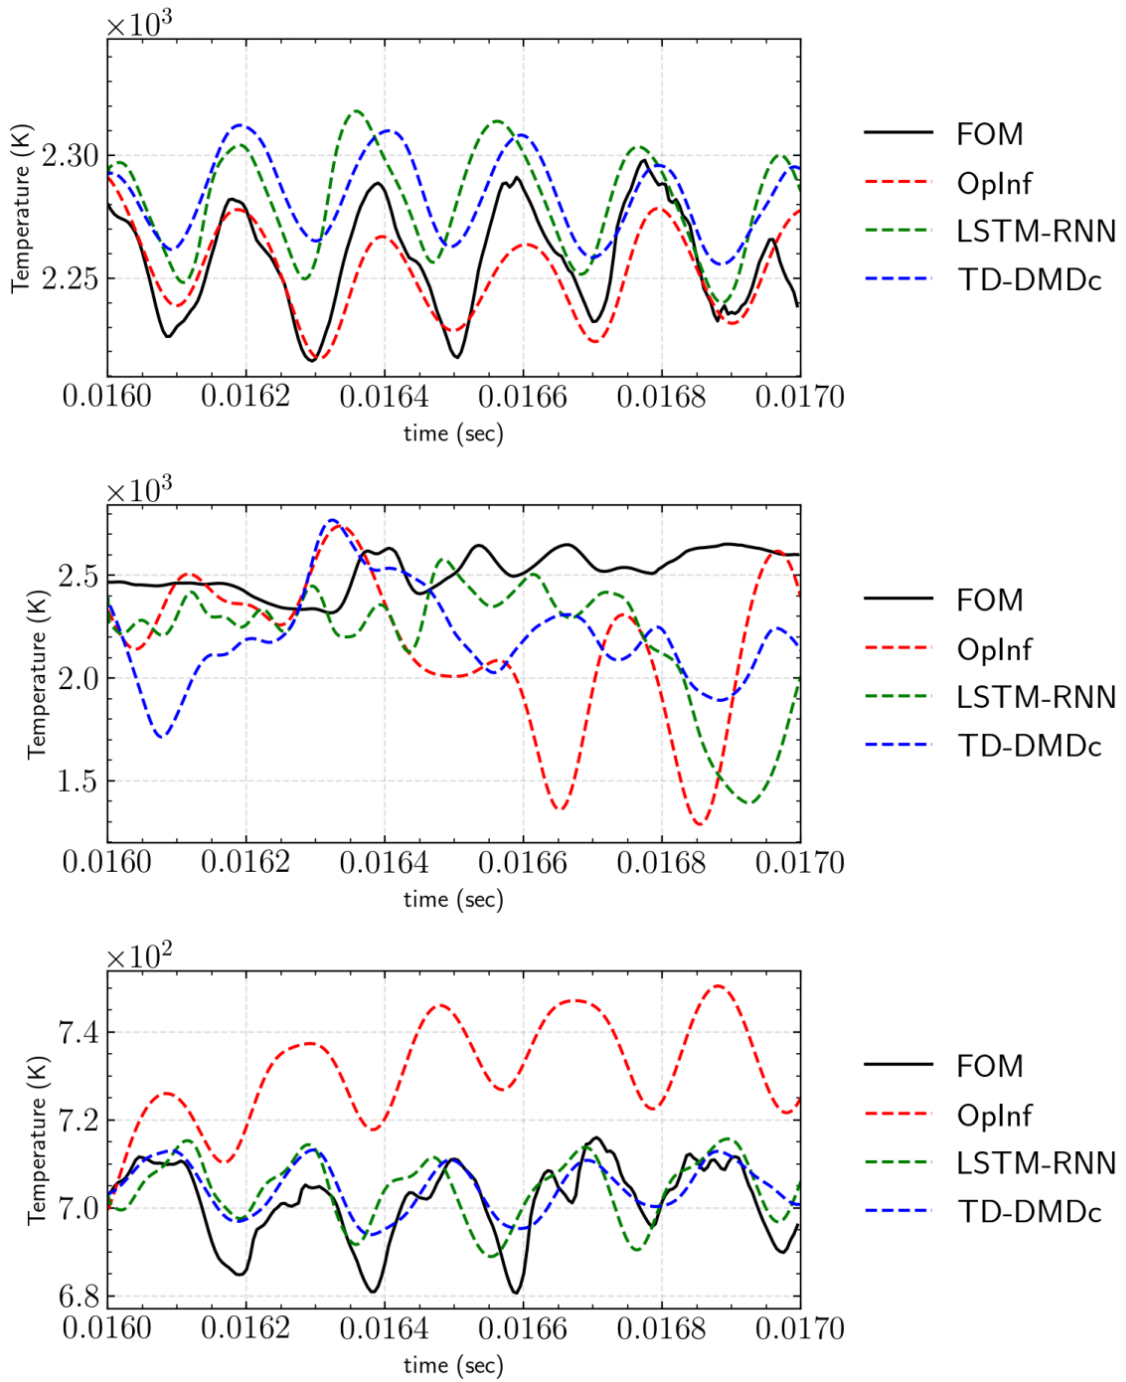 ×10³
Temperature (K)
2.30
2.25
0.0160 0.0162 0.0164 0.0166 0.0168 0.0170
time (sec)
FOM
OpInf
LSTM-RNN
TD-DMDc
×10³
Temperature (K)
2.5
2.0
1.5
0.0160 0.0162 0.0164 0.0166 0.0168 0.0170
time (sec)
FOM
OpInf
LSTM-RNN
TD-DMDc
×10²
Temperature (K)
7.4
7.2
7.0
6.8
0.0160 0.0162 0.0164 0.0166 0.0168 0.0170
time (sec)
FOM
OpInf
LSTM-RNN
TD-DMDc